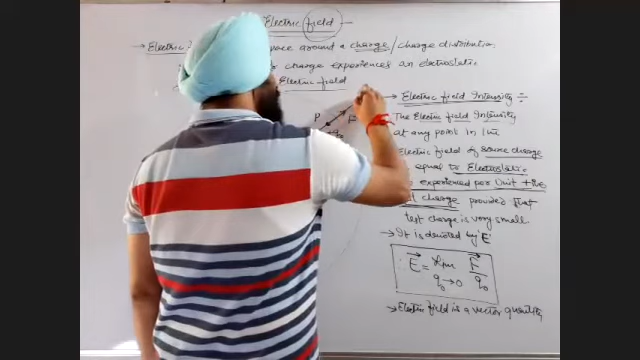 Electric field
→ Electric space around a charge / charge distribution
charge experiences an electrostatic
Electric field
P
→ Electric field Intensity ÷
The Electric field Intensity
at any point in the
Electric field of source charge
equal to Electrostatic
experienced per Unit +ive
charge provided that
test charge is very small.
→ It is denoted by E
E = Lim F
q₀→0 q₀
→ Electric field is a vector quantity